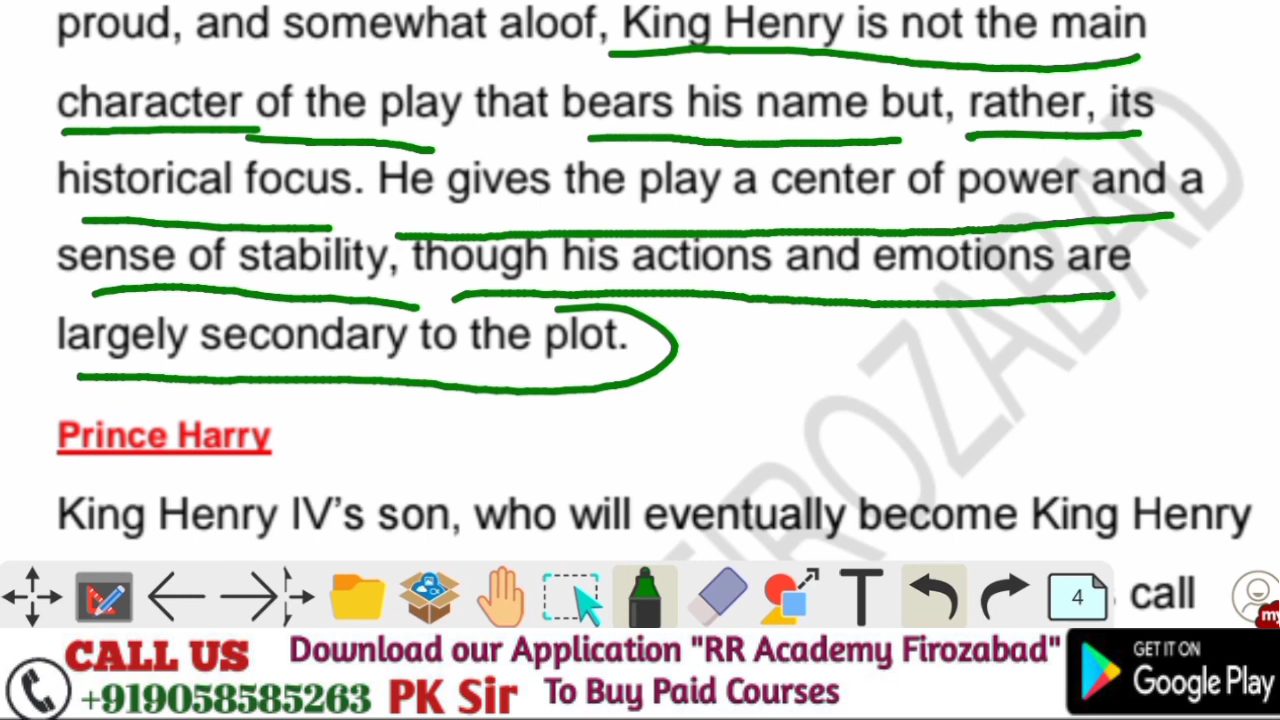 proud, and somewhat aloof, King Henry is not the main
character of the play that bears his name but, rather, its
historical focus. He gives the play a center of power and a
sense of stability, though his actions and emotions are
largely secondary to the plot.
Prince Harry
King Henry IV’s son, who will eventually become King Henry
call
4
FIROZABAD
CALL US
+919058585263 PK Sir
Download our Application "RR Academy Firozabad"
To Buy Paid Courses
GET IT ON
Google Play
my